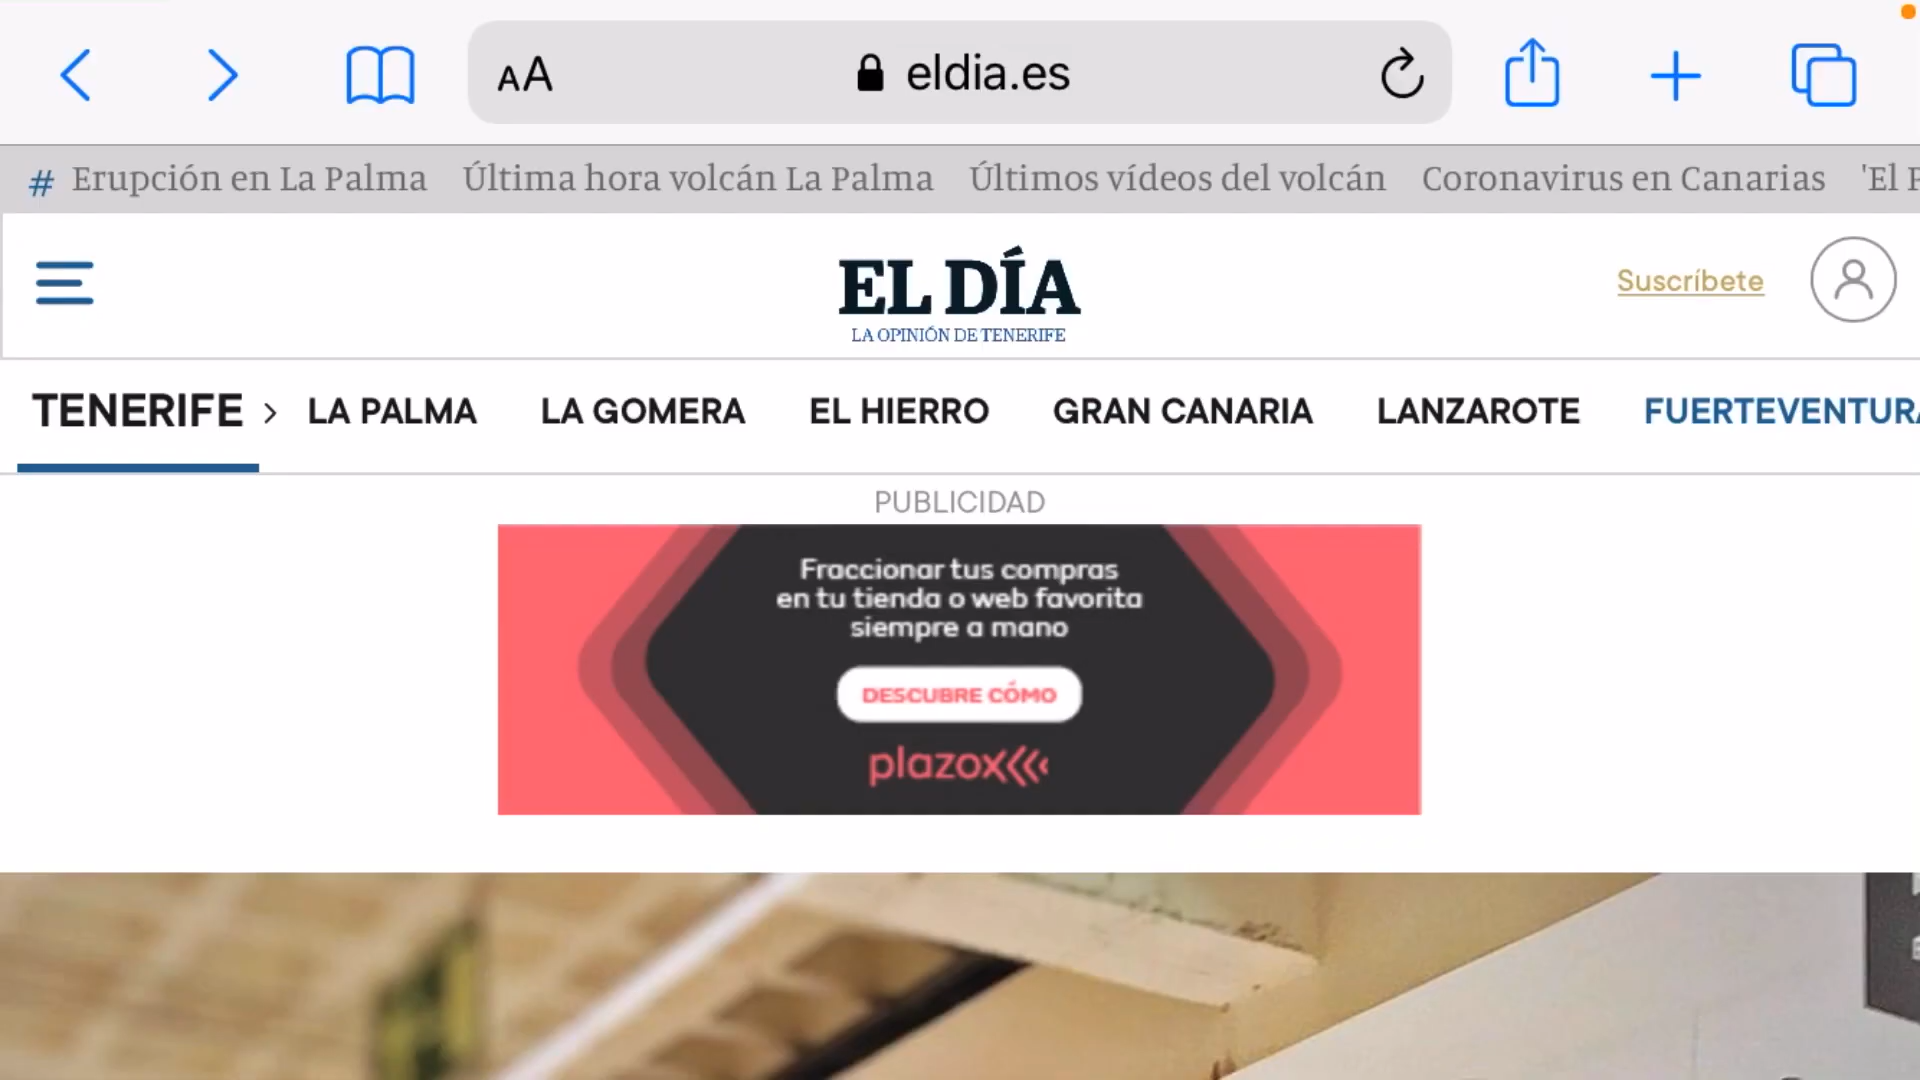 AA eldia.es
# Erupción en La Palma Última hora volcán La Palma Últimos vídeos del volcán Coronavirus en Canarias 'El
EL DÍA
LA OPINIÓN DE TENERIFE
Suscríbete
TENERIFE > LA PALMA LA GOMERA EL HIERRO GRAN CANARIA LANZAROTE FUERTEVENTURA
PUBLICIDAD
Fraccionar tus compras
en tu tienda o web favorita
siempre a mano
DESCUBRE CÓMO
plazox